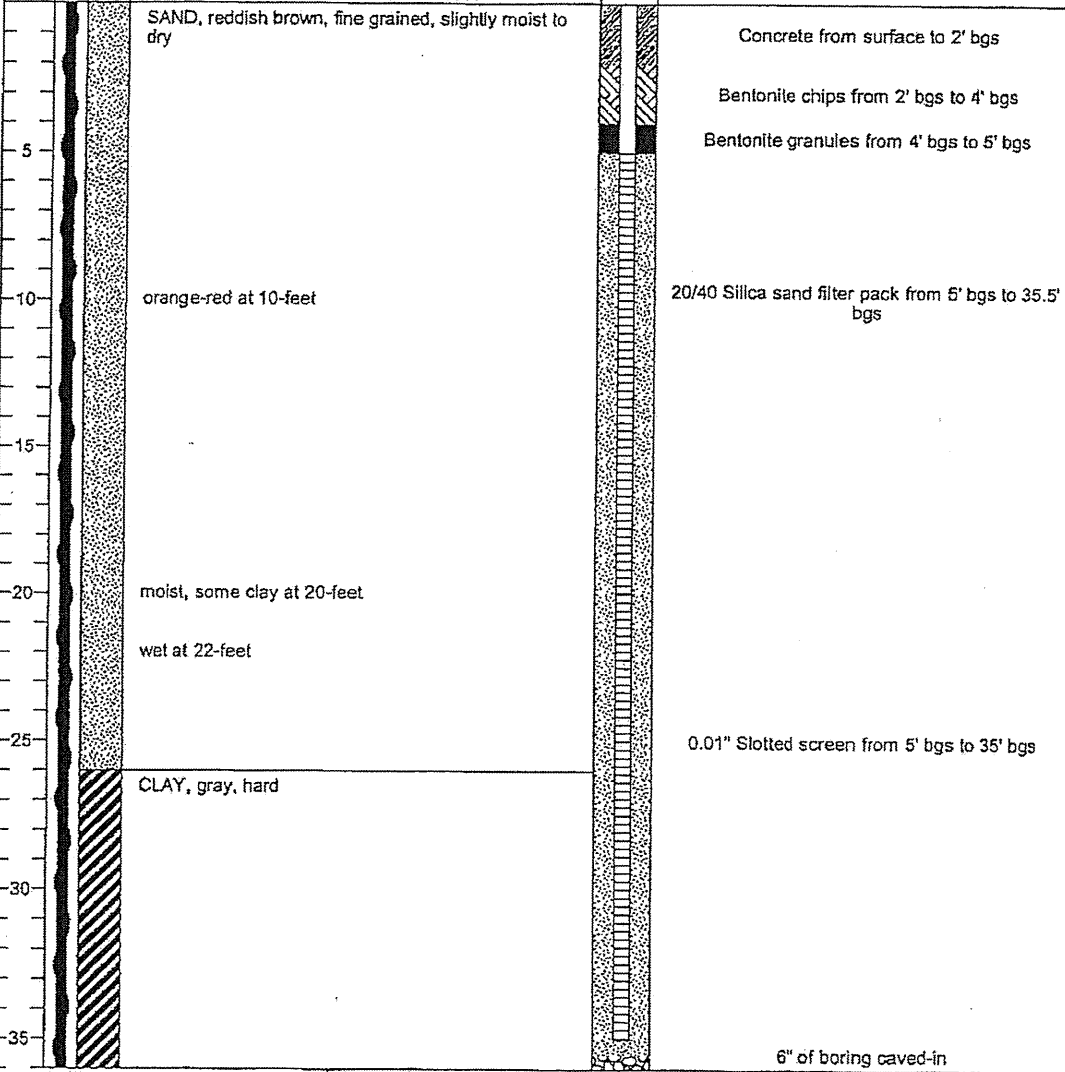 SAND, reddish brown, fine grained, slightly moist to
dry
Concrete from surface to 2' bgs
Bentonite chips from 2' bgs to 4' bgs
Bentonite granules from 4' bgs to 5' bgs
5
10
orange-red at 10-feet
20/40 Silica sand filter pack from 5' bgs to 35.5'
bgs
15
20
moist, some clay at 20-feet
wet at 22-feet
25
0.01" Slotted screen from 5' bgs to 35' bgs
CLAY, gray, hard
30
35
6" of boring caved-in